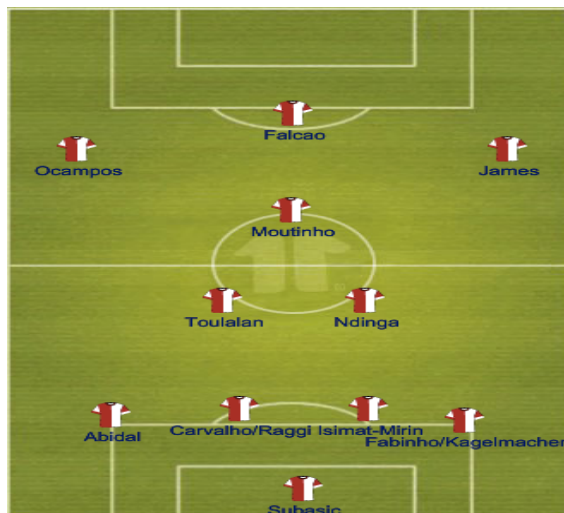 Falcao
Ocampos
James
Moutinho
Toulalan
Ndinga
Abidal
Carvalho/Raggi
Isimat-Mirin
Fabinho/Kagelmacher
Subasic